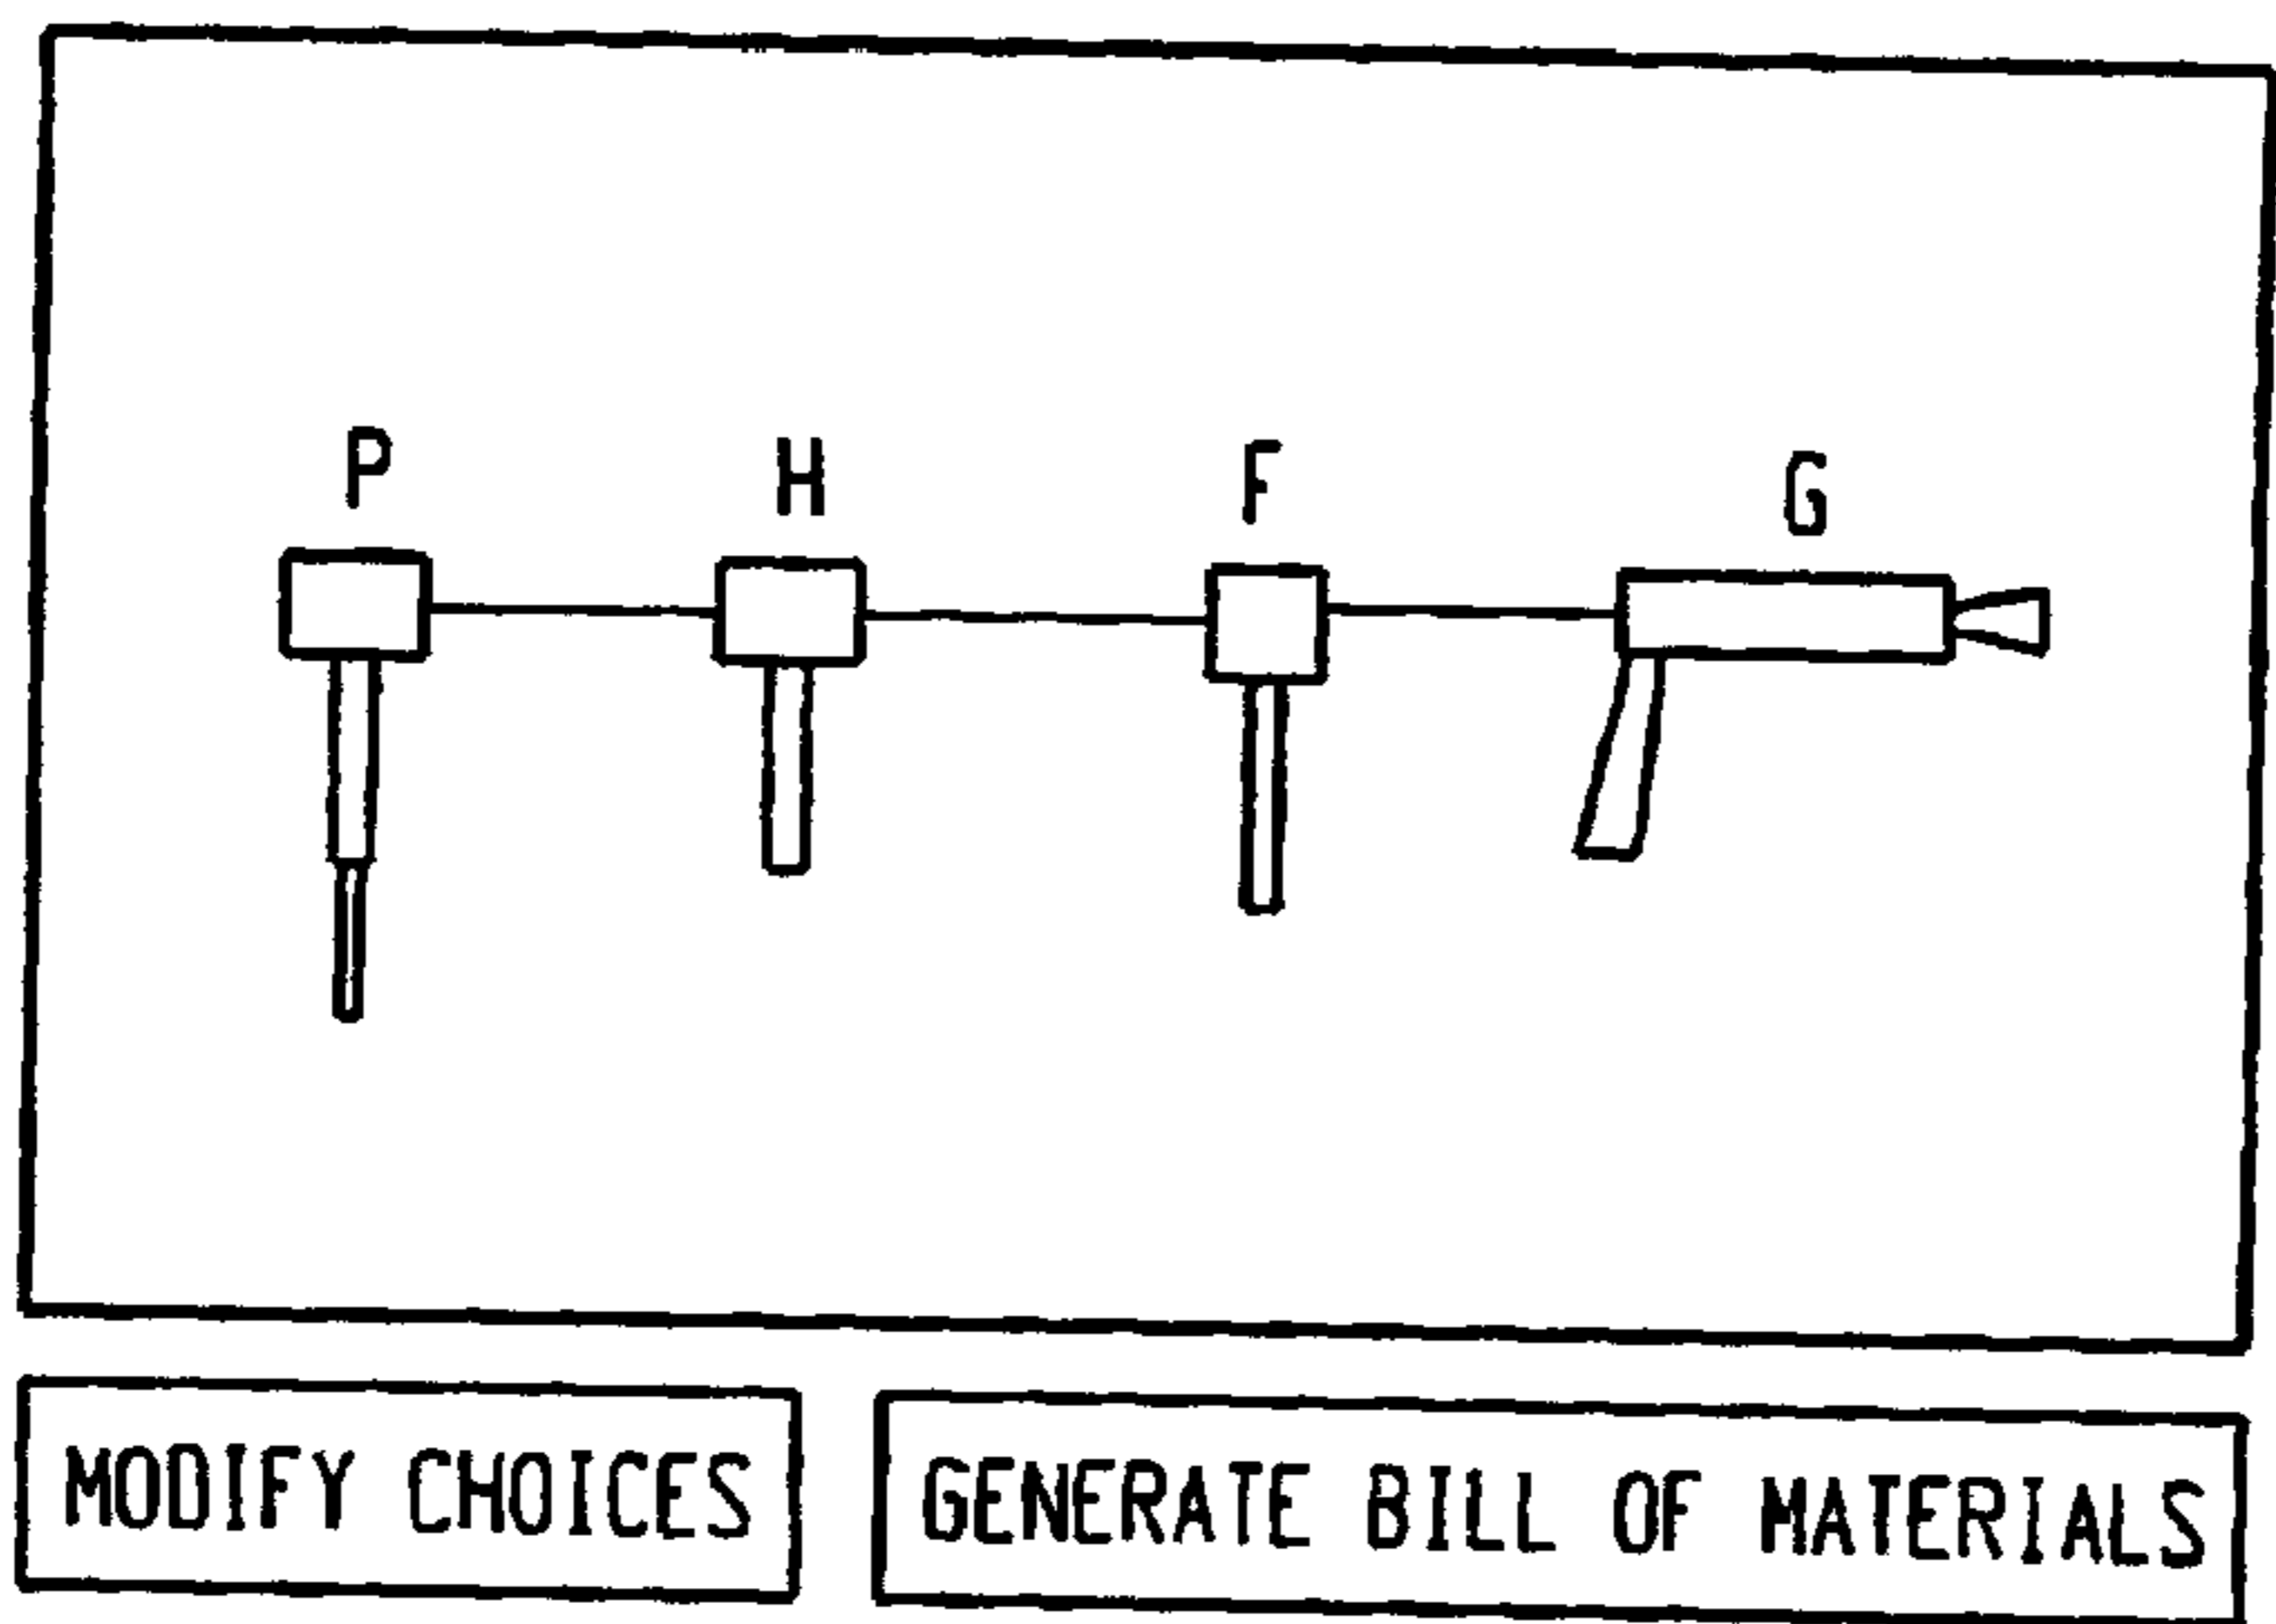 P H F G
MODIFY CHOICES
GENERATE BILL OF MATERIALS